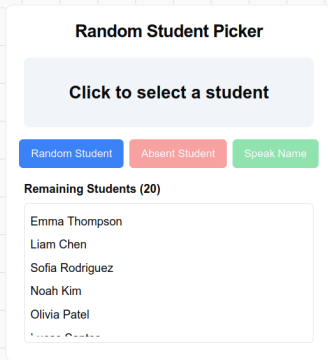 Random Student Picker
Click to select a student
Random Student
Absent Student
Speak Name
Remaining Students (20)
Emma Thompson
Liam Chen
Sofia Rodriguez
Noah Kim
Olivia Patel